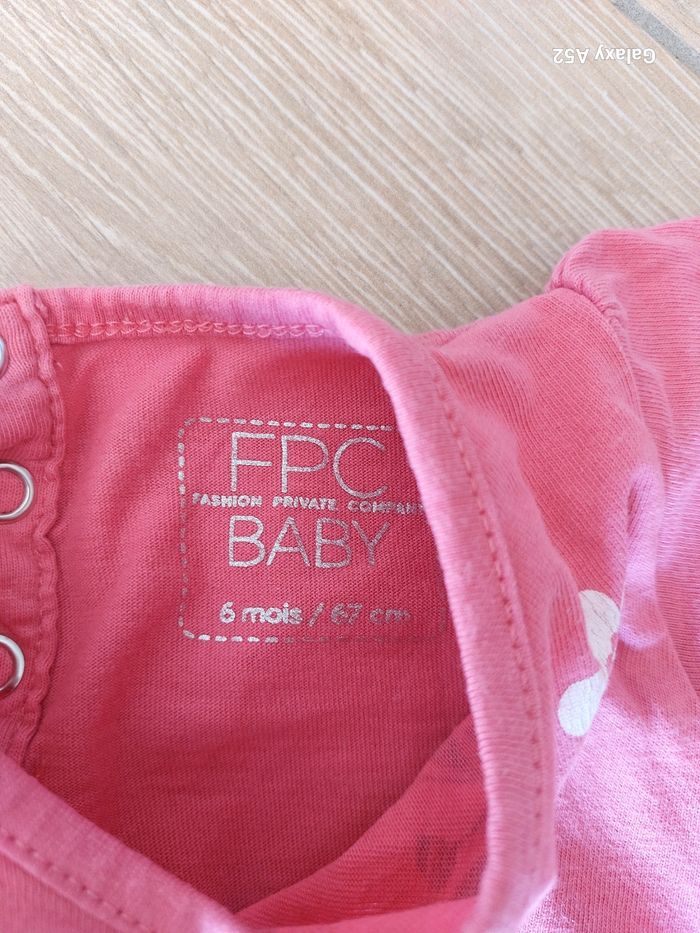 Galaxy A52
FPC
FASHION PRIVATE COMPANY
BABY
6 mois / 67 cm